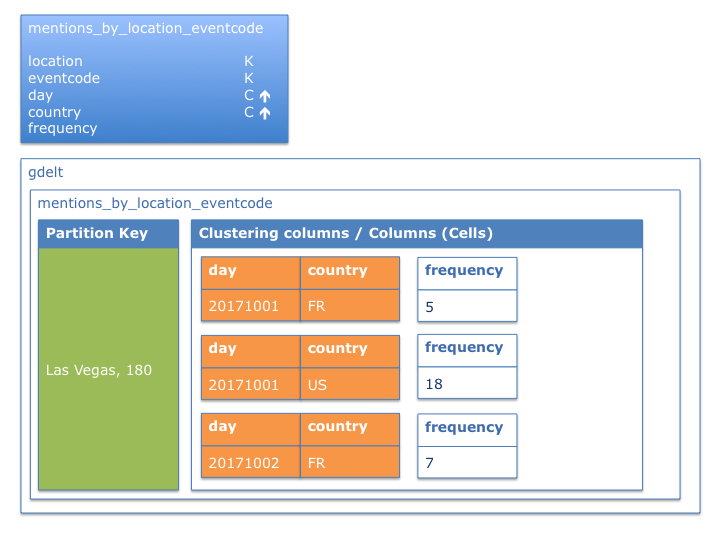 mentions_by_location_eventcode
location K
eventcode K
day C ↑
country C ↑
frequency
gdelt
mentions_by_location_eventcode
Partition Key
Clustering columns / Columns (Cells)
Las Vegas, 180
day country frequency
20171001 FR 5
day country frequency
20171001 US 18
day country frequency
20171002 FR 7